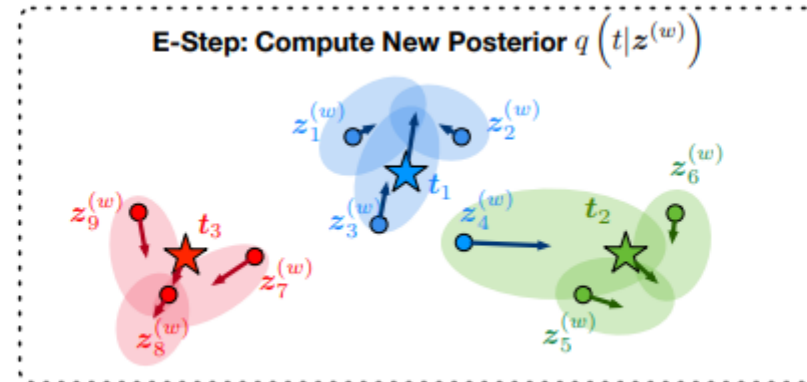 E-Step: Compute New Posterior q(t|z^(w))
z_1^(w)
z_2^(w)
t_1
z_3^(w)
z_4^(w)
t_2
z_6^(w)
z_5^(w)
z_9^(w)
t_3
z_7^(w)
z_8^(w)